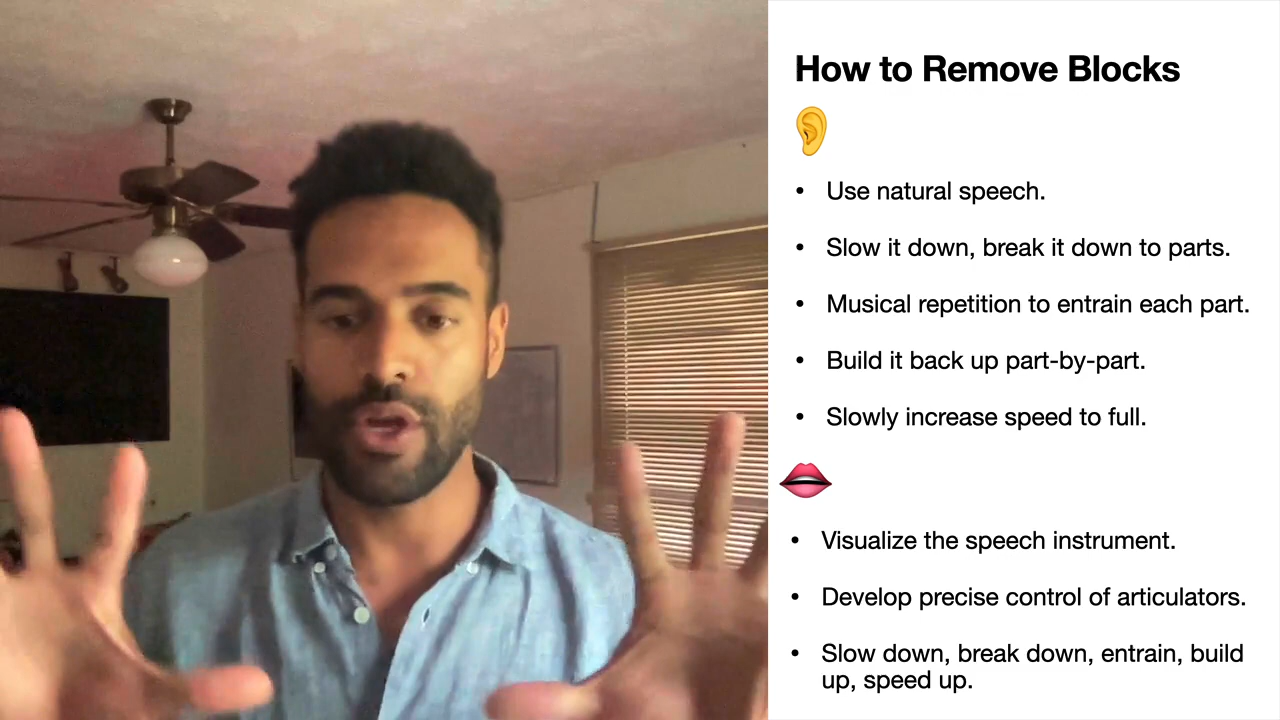 How to Remove Blocks
• Use natural speech.
• Slow it down, break it down to parts.
• Musical repetition to entrain each part.
• Build it back up part-by-part.
• Slowly increase speed to full.
• Visualize the speech instrument.
• Develop precise control of articulators.
• Slow down, break down, entrain, build
up, speed up.